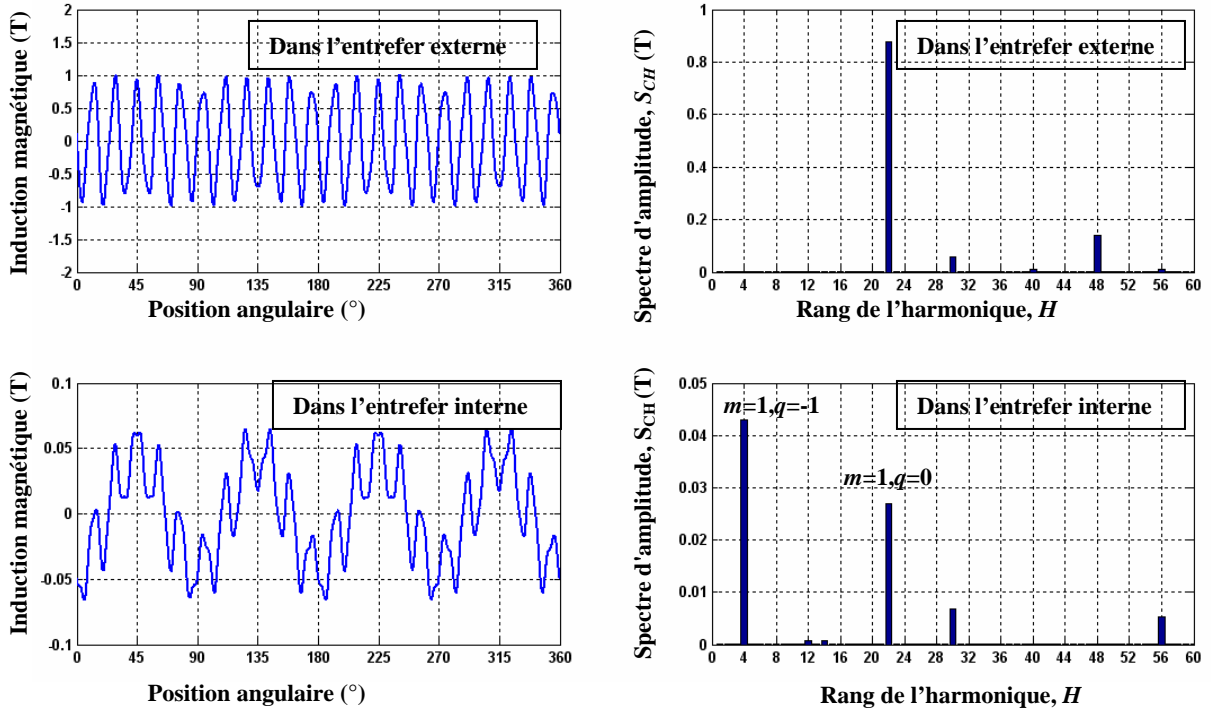 Induction magnétique (T)
2
1.5
1
0.5
0
-0.5
-1
-1.5
-2
Dans l'entrefer externe
0 45 90 135 180 225 270 315 360
Position angulaire (°)
Spectre d'amplitude, SCH (T)
1
0.8
0.6
0.4
0.2
0
Dans l'entrefer externe
0 4 8 12 16 20 24 28 32 36 40 44 48 52 56 60
Rang de l'harmonique, H
Induction magnétique (T)
0.1
0.05
0
-0.05
-0.1
Dans l'entrefer interne
0 45 90 135 180 225 270 315 360
Position angulaire (°)
Spectre d'amplitude, SCH (T)
0.05
0.04
0.03
0.02
0.01
0
m=1,q=-1
Dans l'entrefer interne
m=1,q=0
0 4 8 12 16 20 24 28 32 36 40 44 48 52 56 60
Rang de l'harmonique, H